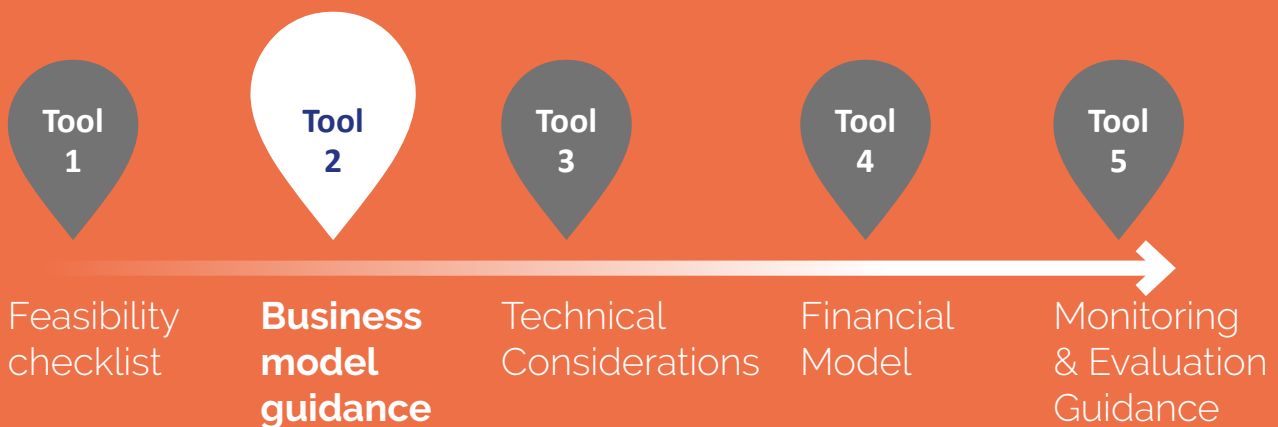 Tool
1
Tool
2
Tool
3
Tool
4
Tool
5
Feasibility
checklist
Business
model
guidance
Technical
Considerations
Financial
Model
Monitoring
& Evaluation
Guidance